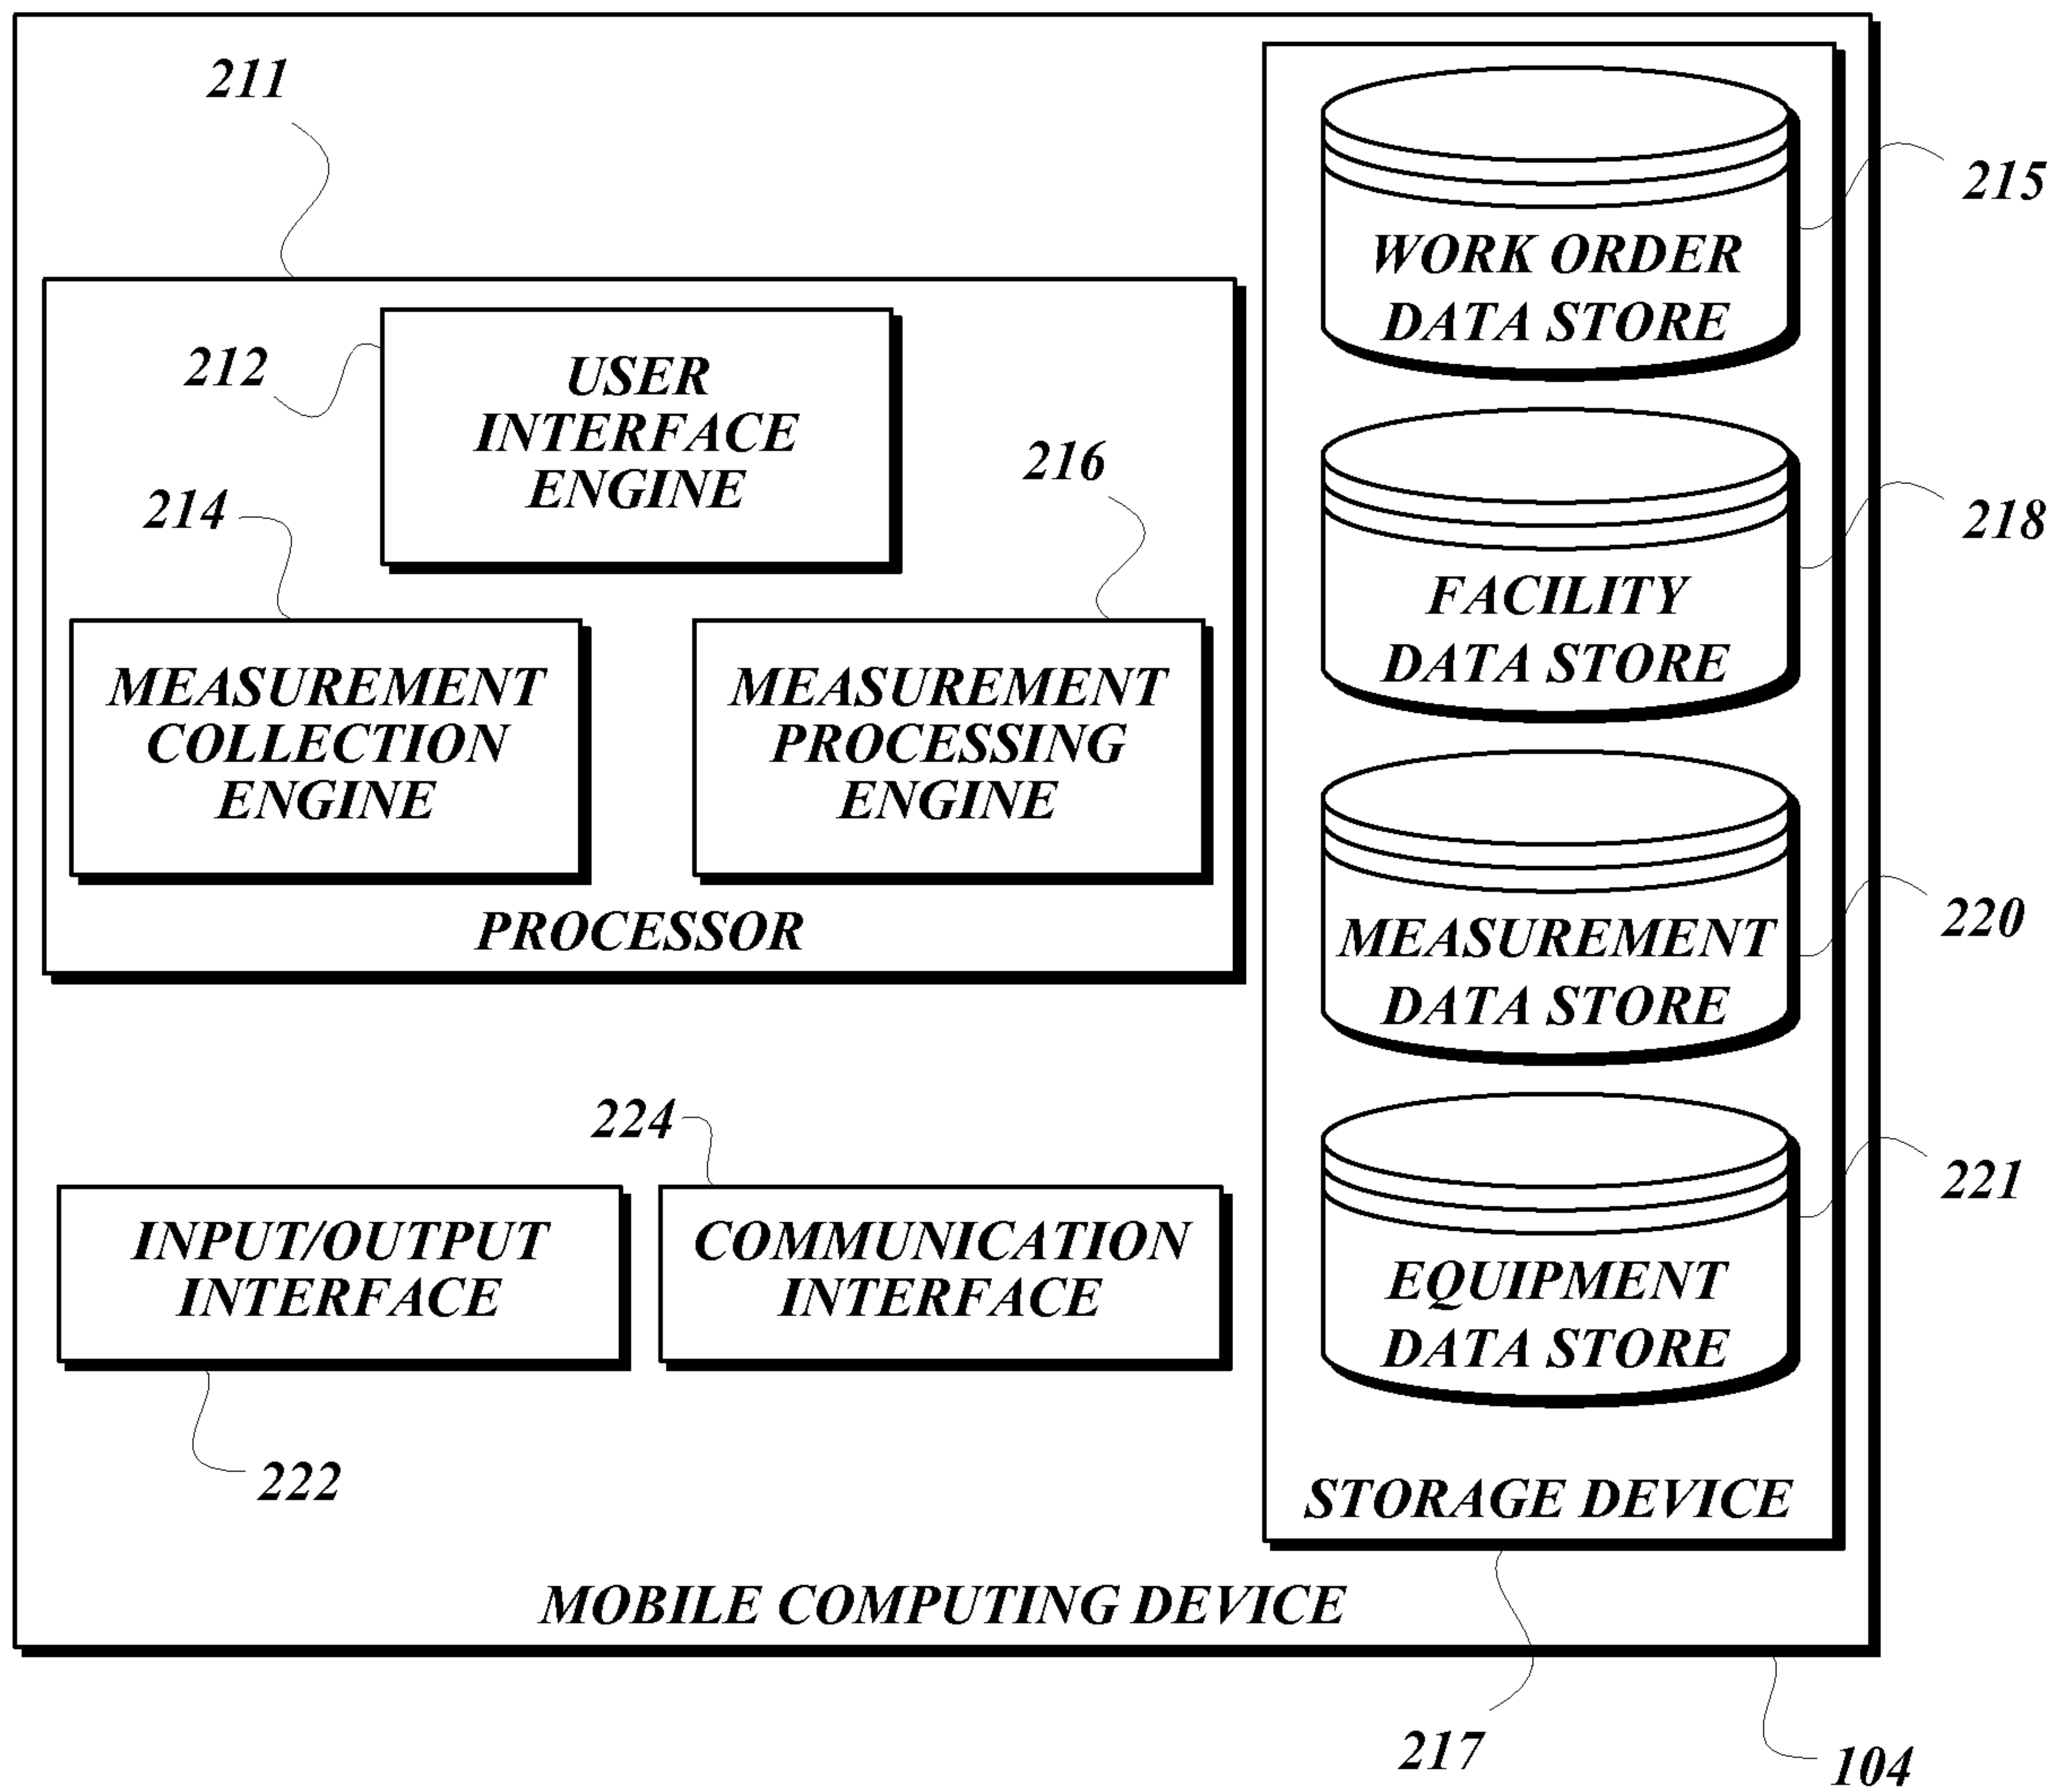 211
212
USER
INTERFACE
ENGINE
214
216
MEASUREMENT
COLLECTION
ENGINE
MEASUREMENT
PROCESSING
ENGINE
PROCESSOR
224
INPUT/OUTPUT
INTERFACE
COMMUNICATION
INTERFACE
222
WORK ORDER
DATA STORE
215
FACILITY
DATA STORE
218
MEASUREMENT
DATA STORE
220
EQUIPMENT
DATA STORE
221
STORAGE DEVICE
MOBILE COMPUTING DEVICE
217
104